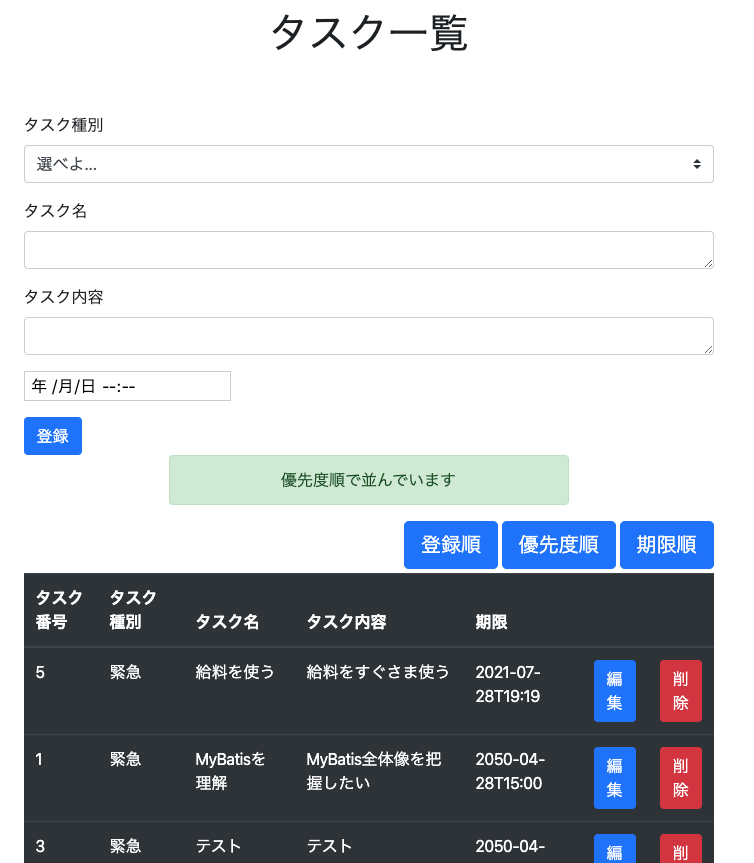 タスク一覧
タスク種別
選べよ...
タスク名
タスク内容
年 /月/日 --:--
登録
優先度順で並んでいます
登録順 優先度順 期限順
タスク
番号
タスク
種別
タスク名
タスク内容
期限
5
緊急
給料を使う
給料をすぐさま使う
2021-07-
28T19:19
編
集
削
除
1
緊急
MyBatisを
理解
MyBatis全体像を把
握したい
2050-04-
28T15:00
編
集
削
除
3
緊急
テスト
テスト
2050-04-
編
削